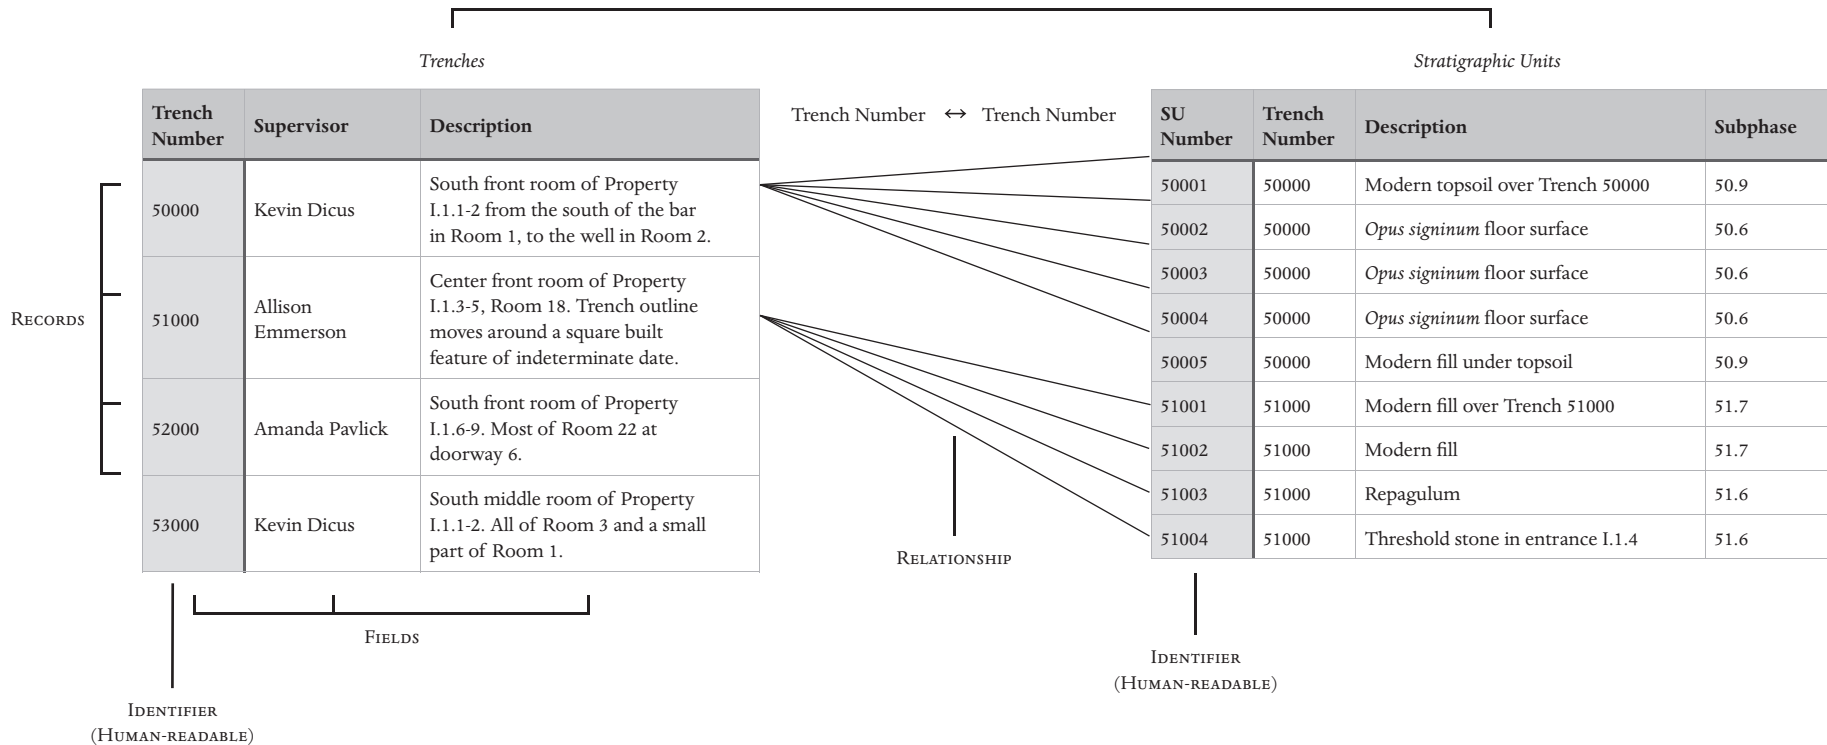 Trenches
Stratigraphic Units
Trench Number ↔ Trench Number
Trench
Number
Supervisor
Description
50000
Kevin Dicus
South front room of Property
I.1.1-2 from the south of the bar
in Room 1, to the well in Room 2.
51000
Allison
Emmerson
Center front room of Property
I.1.3-5, Room 18. Trench outline
moves around a square built
feature of indeterminate date.
52000
Amanda Pavlick
South front room of Property
I.1.6-9. Most of Room 22 at
doorway 6.
53000
Kevin Dicus
South middle room of Property
I.1.1-2. All of Room 3 and a small
part of Room 1.
SU
Number
Trench
Number
Description
Subphase
50001 50000 Modern topsoil over Trench 50000 50.9
50002 50000 Opus signinum floor surface 50.6
50003 50000 Opus signinum floor surface 50.6
50004 50000 Opus signinum floor surface 50.6
50005 50000 Modern fill under topsoil 50.9
51001 51000 Modern fill over Trench 51000 51.7
51002 51000 Modern fill 51.7
51003 51000 Repagulum 51.6
51004 51000 Threshold stone in entrance I.1.4 51.6
Records
Relationship
Fields
Identifier
(Human-readable)
Identifier
(Human-readable)